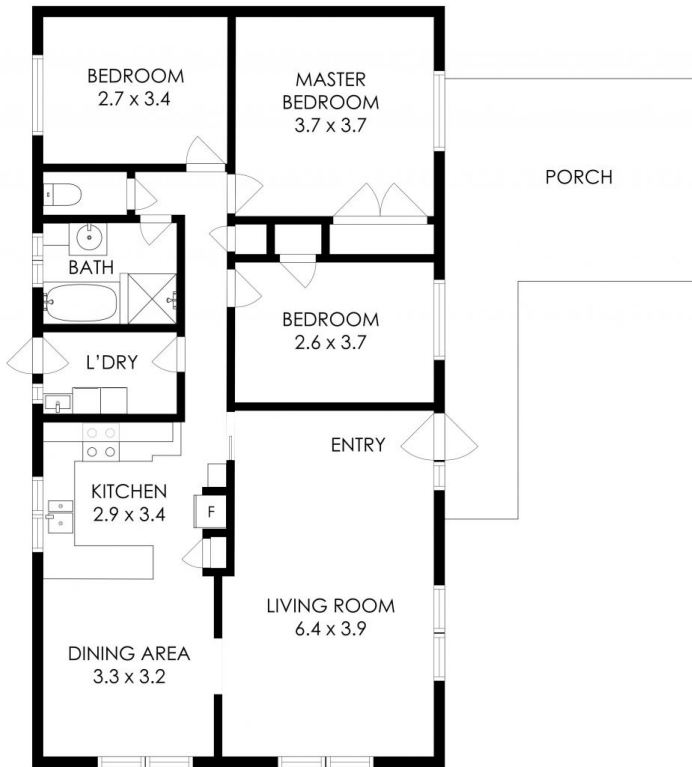 BEDROOM
2.7 x 3.4
MASTER
BEDROOM
3.7 x 3.7
PORCH
BATH
BEDROOM
2.6 x 3.7
L'DRY
ENTRY
KITCHEN
2.9 x 3.4
F
LIVING ROOM
6.4 x 3.9
DINING AREA
3.3 x 3.2